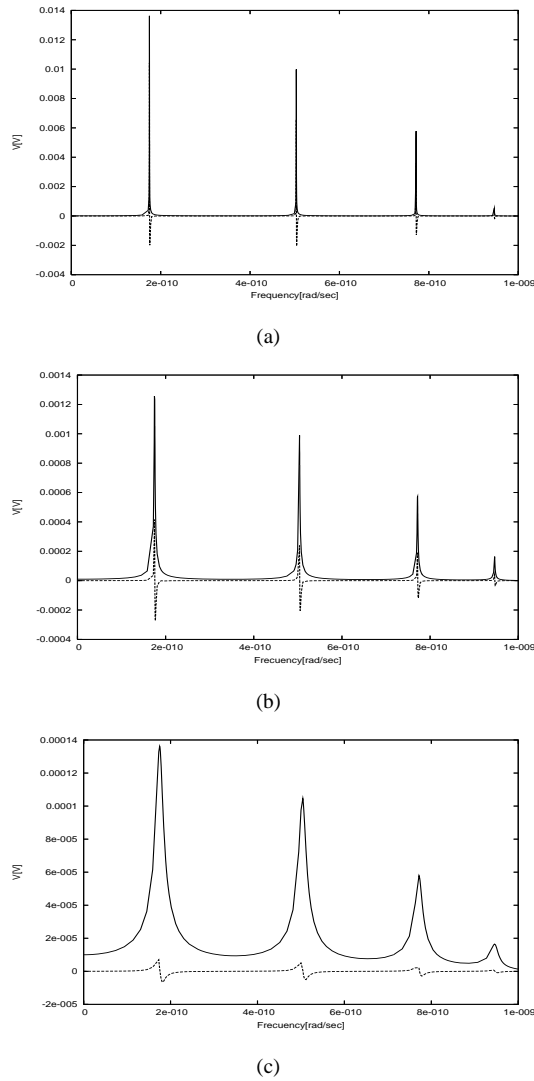 0.014
0.012
0.01
0.008
0.006
0.004
0.002
0
-0.002
-0.004
V[V]
0 2e-010 4e-010 6e-010 8e-010 1e-009
Frequency[rad/sec]
(a)
0.0014
0.0012
0.001
0.0008
0.0006
0.0004
0.0002
0
-0.0002
-0.0004
V[V]
0 2e-010 4e-010 6e-010 8e-010 1e-009
Frecuency[rad/sec]
(b)
0.00014
0.00012
0.0001
8e-005
6e-005
4e-005
2e-005
0
-2e-005
V[V]
0 2e-010 4e-010 6e-010 8e-010 1e-009
Frecuency[rad/sec]
(c)